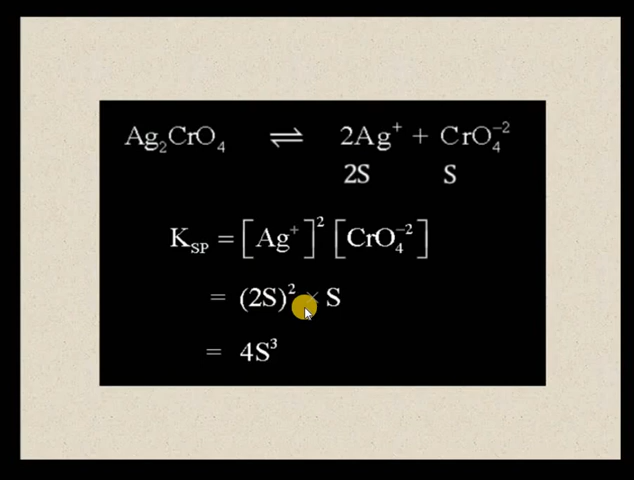 Ag₂CrO₄ ⇌ 2Ag⁺ + CrO₄⁻²
2S S
K_SP = [Ag⁺]² [CrO₄⁻²]
= (2S)² × S
= 4S³